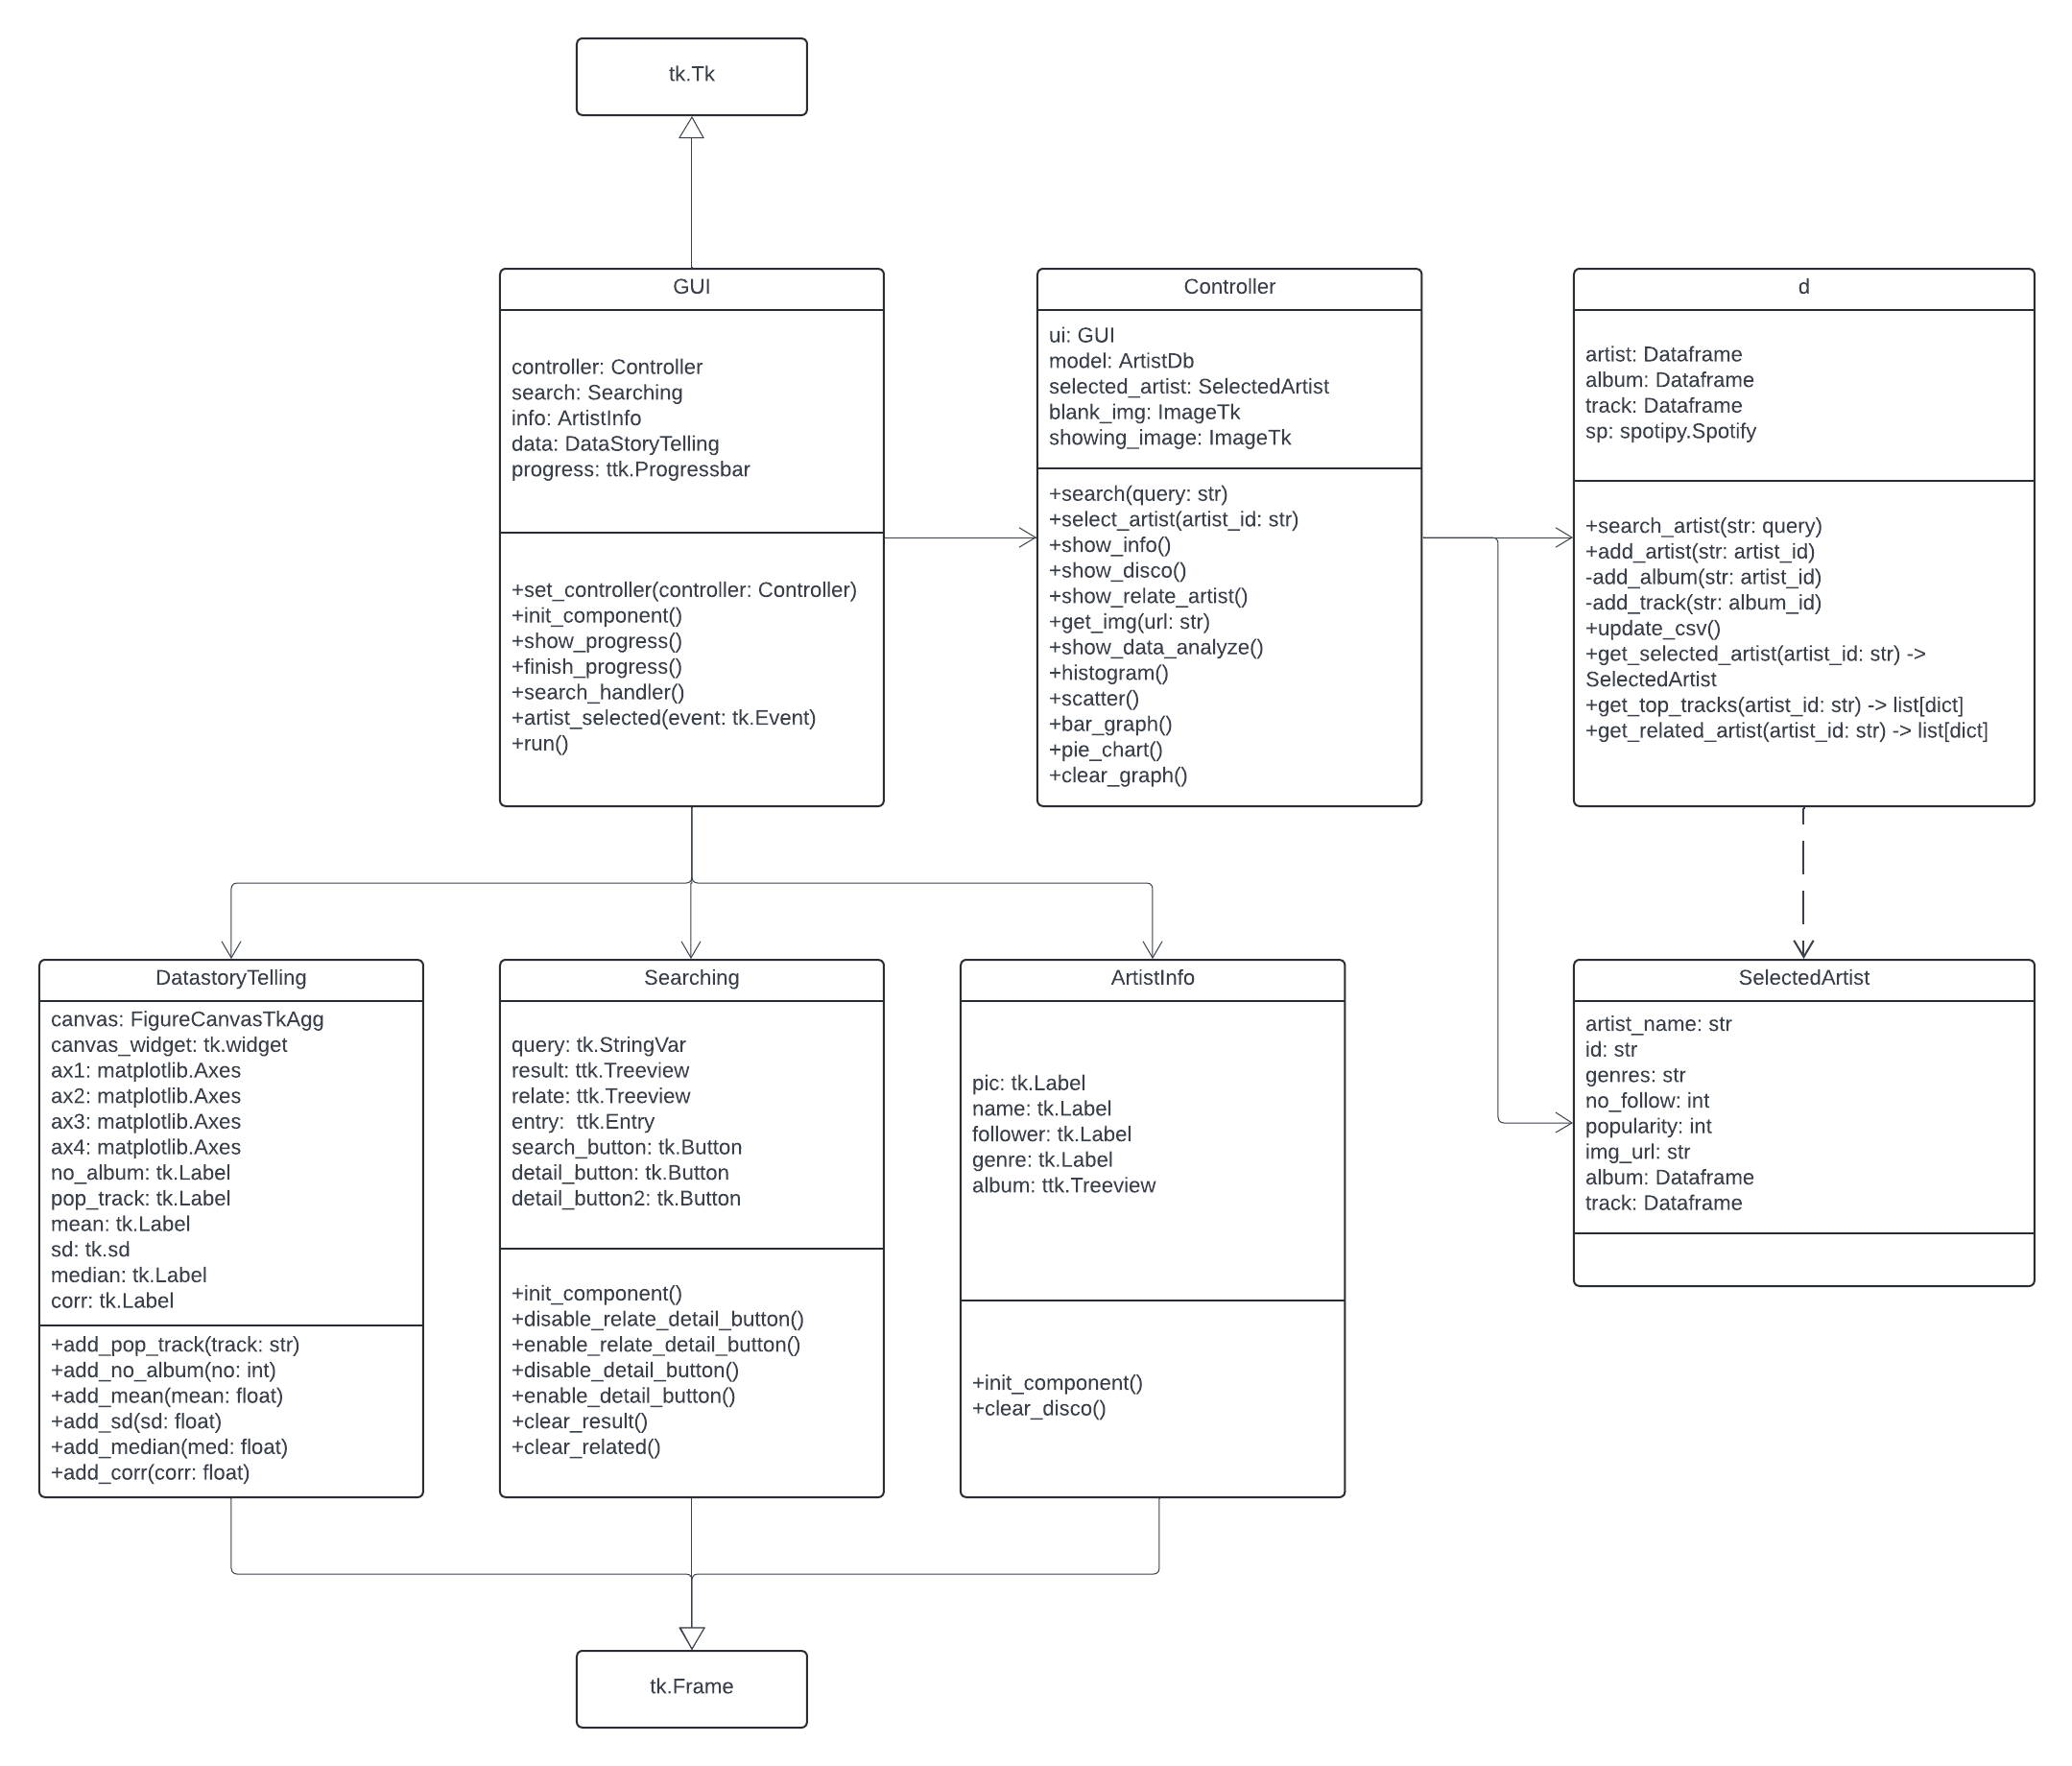 tk.Tk
GUI
controller: Controller
search: Searching
info: ArtistInfo
data: DataStoryTelling
progress: ttk.Progressbar
+set_controller(controller: Controller)
+init_component()
+show_progress()
+finish_progress()
+search_handler()
+artist_selected(event: tk.Event)
+run()
Controller
ui: GUI
model: ArtistDb
selected_artist: SelectedArtist
blank_img: ImageTk
showing_image: ImageTk
+search(query: str)
+select_artist(artist_id: str)
+show_info()
+show_disco()
+show_relate_artist()
+get_img(url: str)
+show_data_analyze()
+histogram()
+scatter()
+bar_graph()
+pie_chart()
+clear_graph()
d
artist: Dataframe
album: Dataframe
track: Dataframe
sp: spotipy.Spotify
+search_artist(str: query)
+add_artist(str: artist_id)
-add_album(str: artist_id)
-add_track(str: album_id)
+update_csv()
+get_selected_artist(artist_id: str) ->
SelectedArtist
+get_top_tracks(artist_id: str) -> list[dict]
+get_related_artist(artist_id: str) -> list[dict]
DatastoryTelling
canvas: FigureCanvasTkAgg
canvas_widget: tk.widget
ax1: matplotlib.Axes
ax2: matplotlib.Axes
ax3: matplotlib.Axes
ax4: matplotlib.Axes
no_album: tk.Label
pop_track: tk.Label
mean: tk.Label
sd: tk.sd
median: tk.Label
corr: tk.Label
+add_pop_track(track: str)
+add_no_album(no: int)
+add_mean(mean: float)
+add_sd(sd: float)
+add_median(med: float)
+add_corr(corr: float)
Searching
query: tk.StringVar
result: ttk.Treeview
relate: ttk.Treeview
entry:  ttk.Entry
search_button: tk.Button
detail_button: tk.Button
detail_button2: tk.Button
+init_component()
+disable_relate_detail_button()
+enable_relate_detail_button()
+disable_detail_button()
+enable_detail_button()
+clear_result()
+clear_related()
ArtistInfo
pic: tk.Label
name: tk.Label
follower: tk.Label
genre: tk.Label
album: ttk.Treeview
+init_component()
+clear_disco()
SelectedArtist
artist_name: str
id: str
genres: str
no_follow: int
popularity: int
img_url: str
album: Dataframe
track: Dataframe
tk.Frame